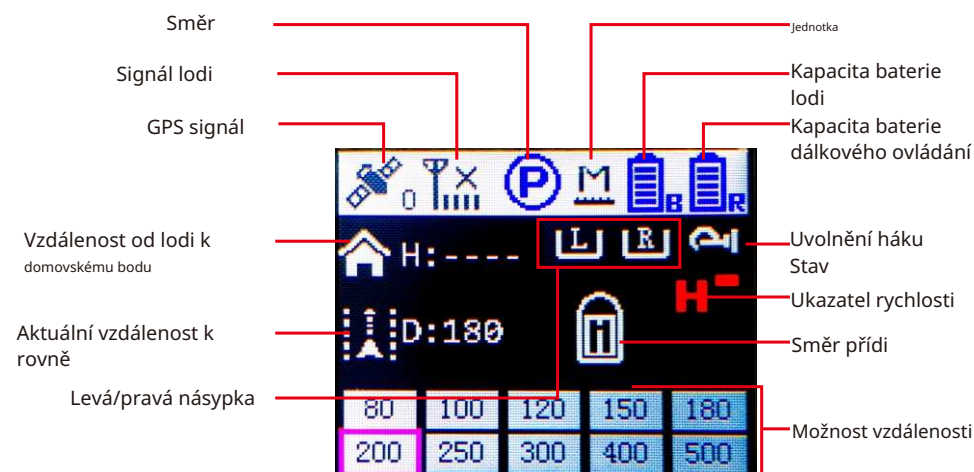 Směr
Jednotka
Signál lodi
Kapacita baterie
lodi
GPS signál
Kapacita baterie
dálkového ovládání
0
P
M
B
R
Vzdálenost od lodi k
domovskému bodu
H:----
L
R
Uvolnění háku
Stav
H
Ukazatel rychlosti
Aktuální vzdálenost k
rovně
D:180
H
Směr přídi
Levá/pravá násypka
80 100 120 150 180
200 250 300 400 500
Možnost vzdálenosti